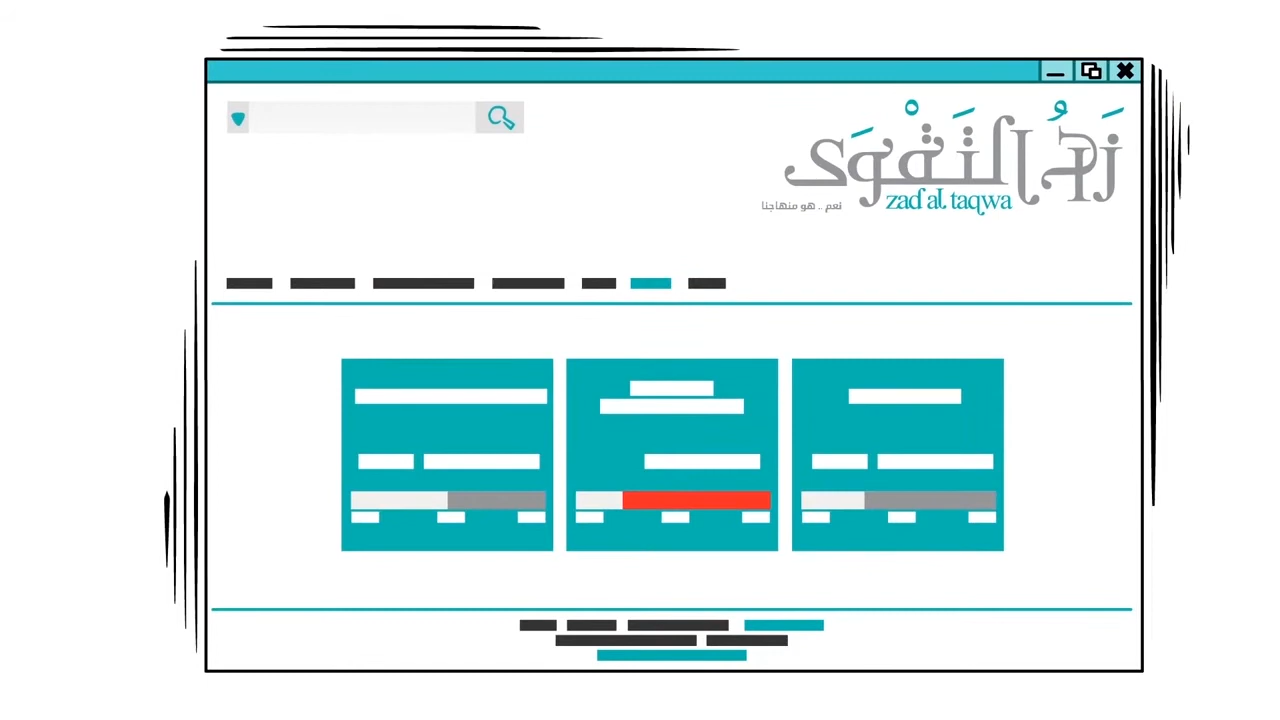 زَادُ التَقْوَى
zad al taqwa
نعم .. هو منهاجنا